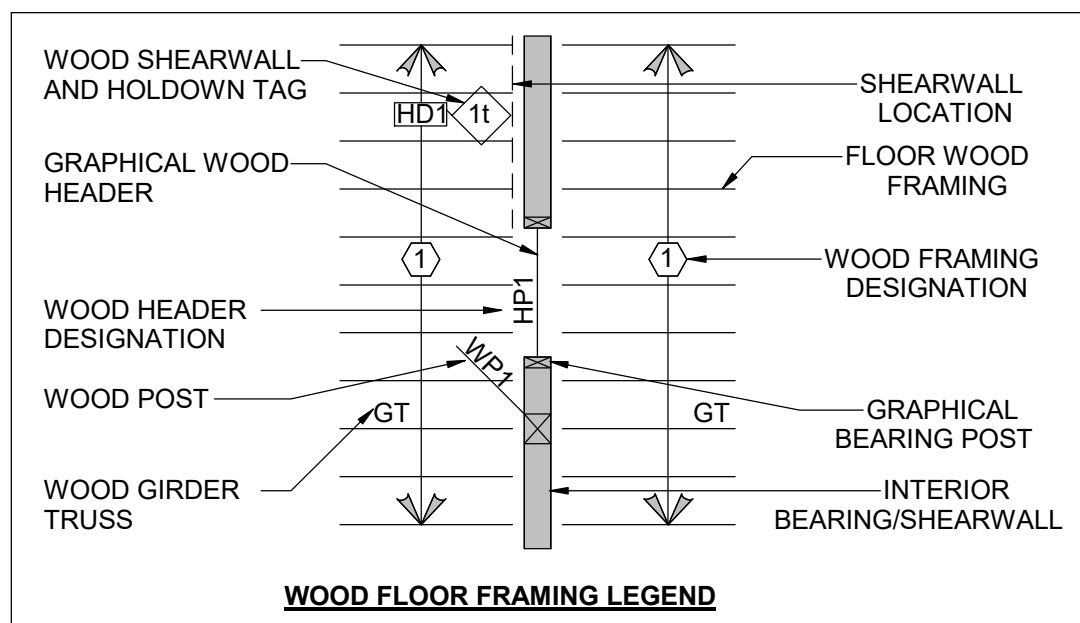 WOOD SHEARWALL
AND HOLDOWN TAG
HD1
1t
SHEARWALL
LOCATION
GRAPHICAL WOOD
HEADER
FLOOR WOOD
FRAMING
1
1
WOOD FRAMING
DESIGNATION
WOOD HEADER
DESIGNATION
HP1
WP1
WOOD POST
GT
GT
GRAPHICAL
BEARING POST
WOOD GIRDER
TRUSS
INTERIOR
BEARING/SHEARWALL
WOOD FLOOR FRAMING LEGEND